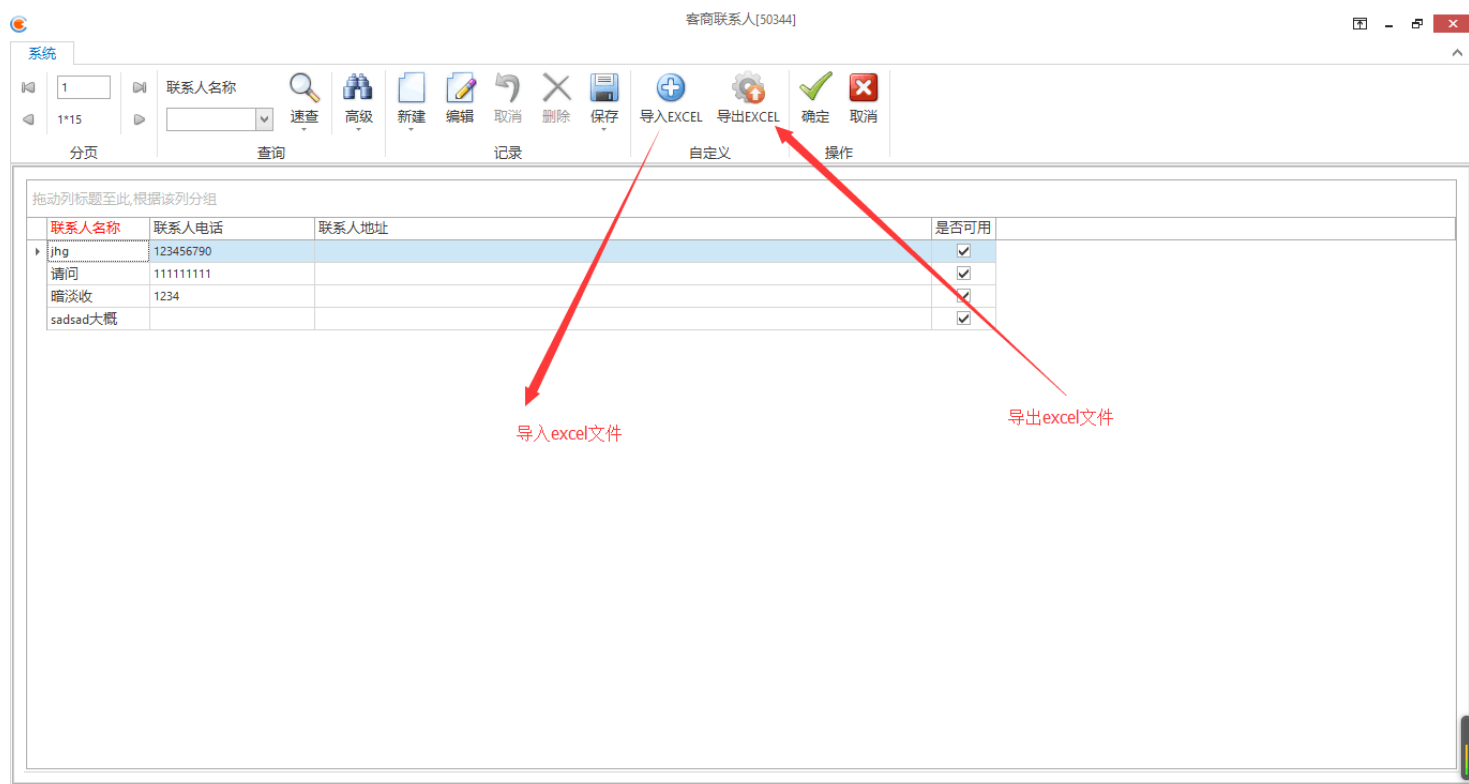 客商联系人[50344]
系统
1
联系人名称
1*15
速查
高级
新建
编辑
取消
删除
保存
导入EXCEL
导出EXCEL
确定
取消
分页
查询
记录
自定义
操作
拖动列标题至此,根据该列分组
联系人名称 联系人电话 联系人地址 是否可用
jhg 123456790
请问 111111111
暗淡收 1234
sadsad大概
导入excel文件
导出excel文件